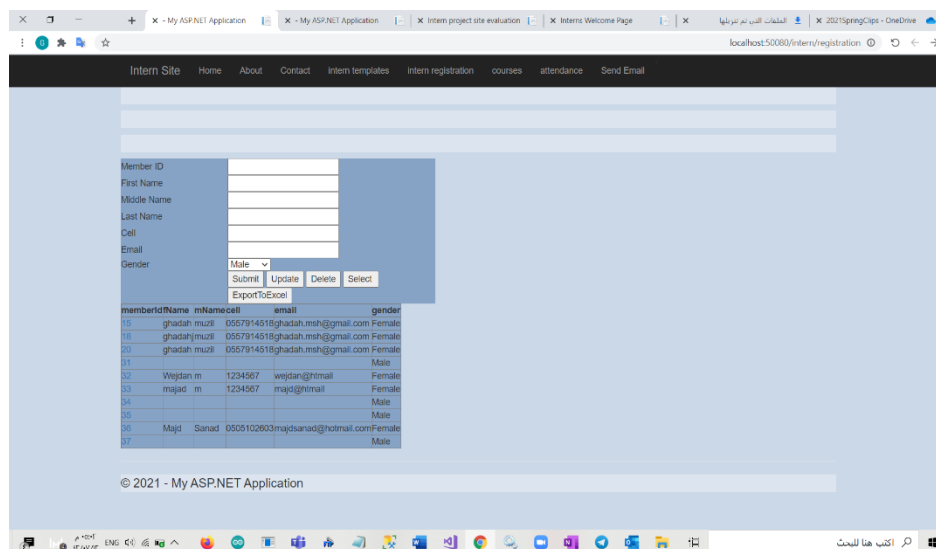 - My ASP.NET Application
- My ASP.NET Application
Intern project site evaluation
Interns Welcome Page
الملفات التي تم تنزيلها
2021SpringClips - OneDrive
localhost:50080/intern/registration
Intern Site Home About Contact Intern templates intern registration courses attendance Send Email
Member ID
First Name
Middle Name
Last Name
Cell
Email
Gender Male
Submit Update Delete Select
ExportToExcel
memberId fName mName cell email gender
15 ghadah muzil 0557914518 ghadah.msh@gmail.com Female
18 ghadahj muzil 0557914518 ghadah.msh@gmail.com Female
20 ghadah muzil 0557914518 ghadah.msh@gmail.com Female
31 Male
32 Wejdan m 1234567 wejdan@htmail Female
33 majad m 1234567 majd@htmail Female
34 Male
35 Male
36 Majd Sanad 0505102603 majdsanad@hotmail.com Female
37 Male
© 2021 - My ASP.NET Application
ENG
اكتب هنا للبحث